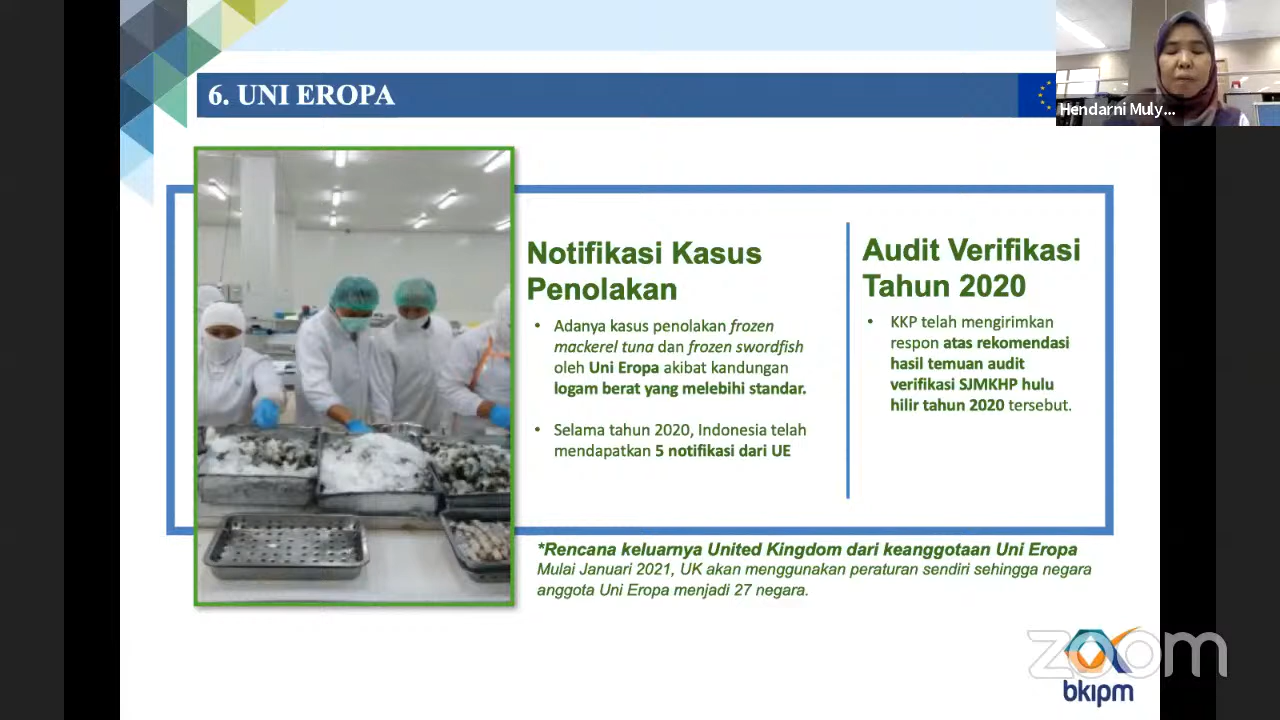 6. UNI EROPA
Hendarni Muly...
Notifikasi Kasus
Penolakan
• Adanya kasus penolakan frozen
mackerel tuna dan frozen swordfish
oleh Uni Eropa akibat kandungan
logam berat yang melebihi standar.
• Selama tahun 2020, Indonesia telah
mendapatkan 5 notifikasi dari UE
Audit Verifikasi
Tahun 2020
• KKP telah mengirimkan
respon atas rekomendasi
hasil temuan audit
verifikasi SJMKHP hulu
hilir tahun 2020 tersebut.
*Rencana keluarnya United Kingdom dari keanggotaan Uni Eropa
Mulai Januari 2021, UK akan menggunakan peraturan sendiri sehingga negara
anggota Uni Eropa menjadi 27 negara.
zoom
bkipm